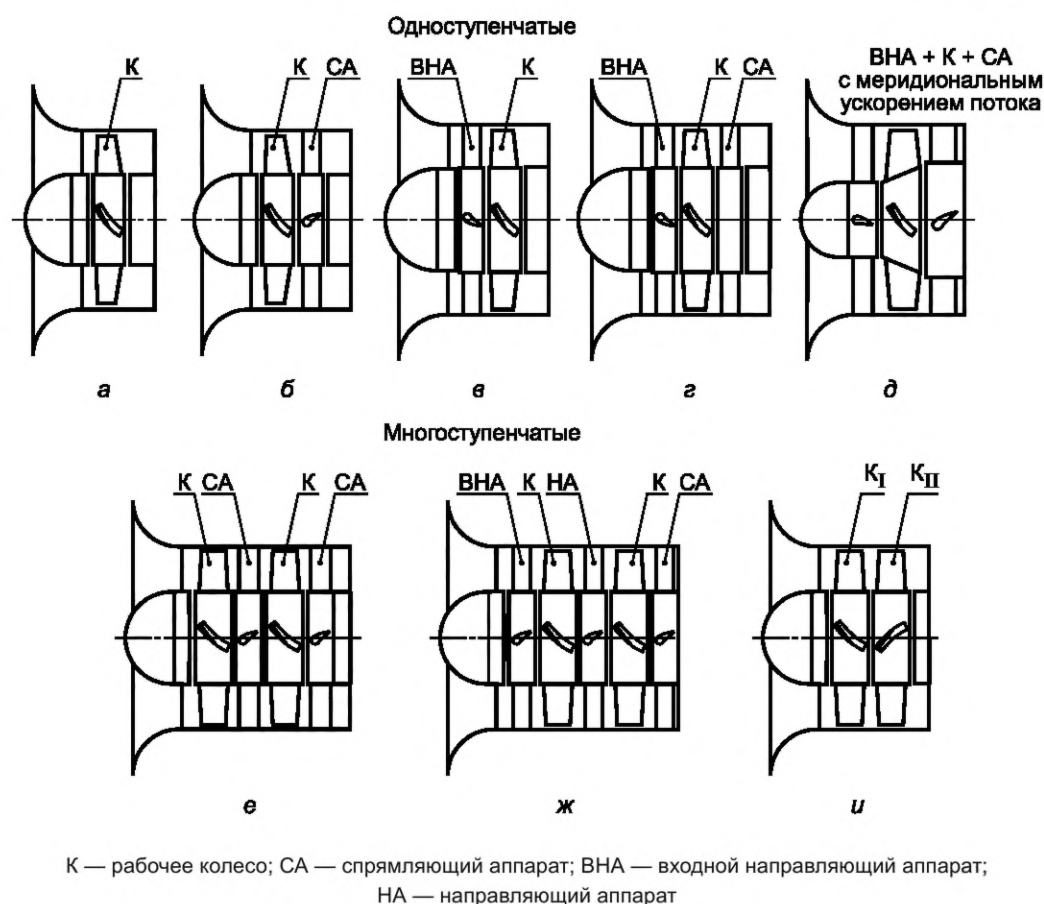 Одноступенчатые
К
К СА
ВНА К
ВНА К СА
ВНА + К + СА
с меридиональным
ускорением потока
а
б
в
г
д
Многоступенчатые
К СА К СА
ВНА К НА К СА
КI КII
е
ж
и
К — рабочее колесо; СА — спрямляющий аппарат; ВНА — входной направляющий аппарат;
НА — направляющий аппарат